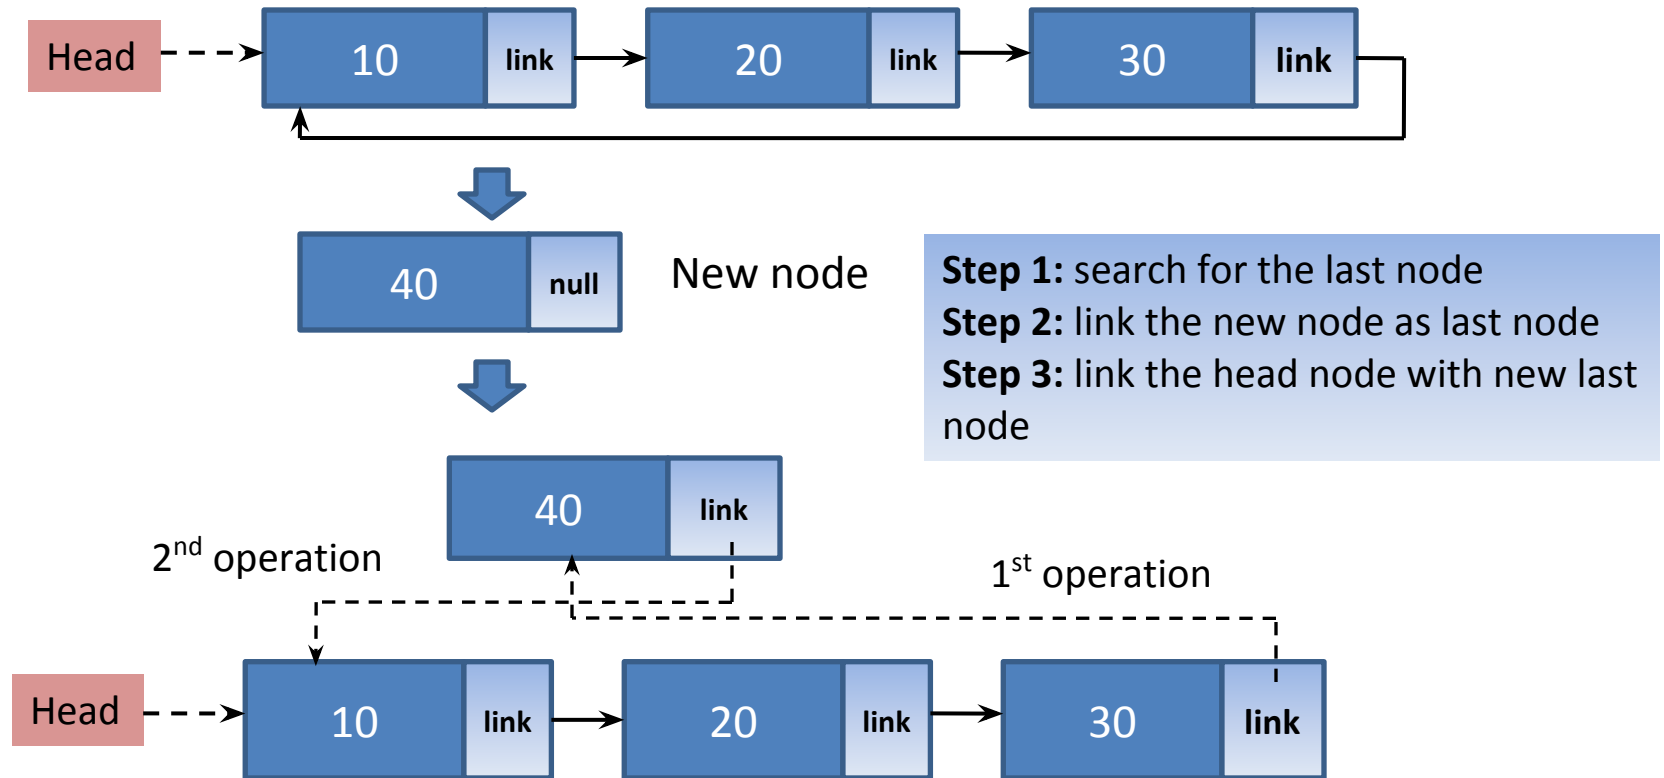 Head
10 link 20 link 30 link
40 null New node
Step 1: search for the last node
Step 2: link the new node as last node
Step 3: link the head node with new last
node
40 link
2nd operation
1st operation
Head
10 link 20 link 30 link